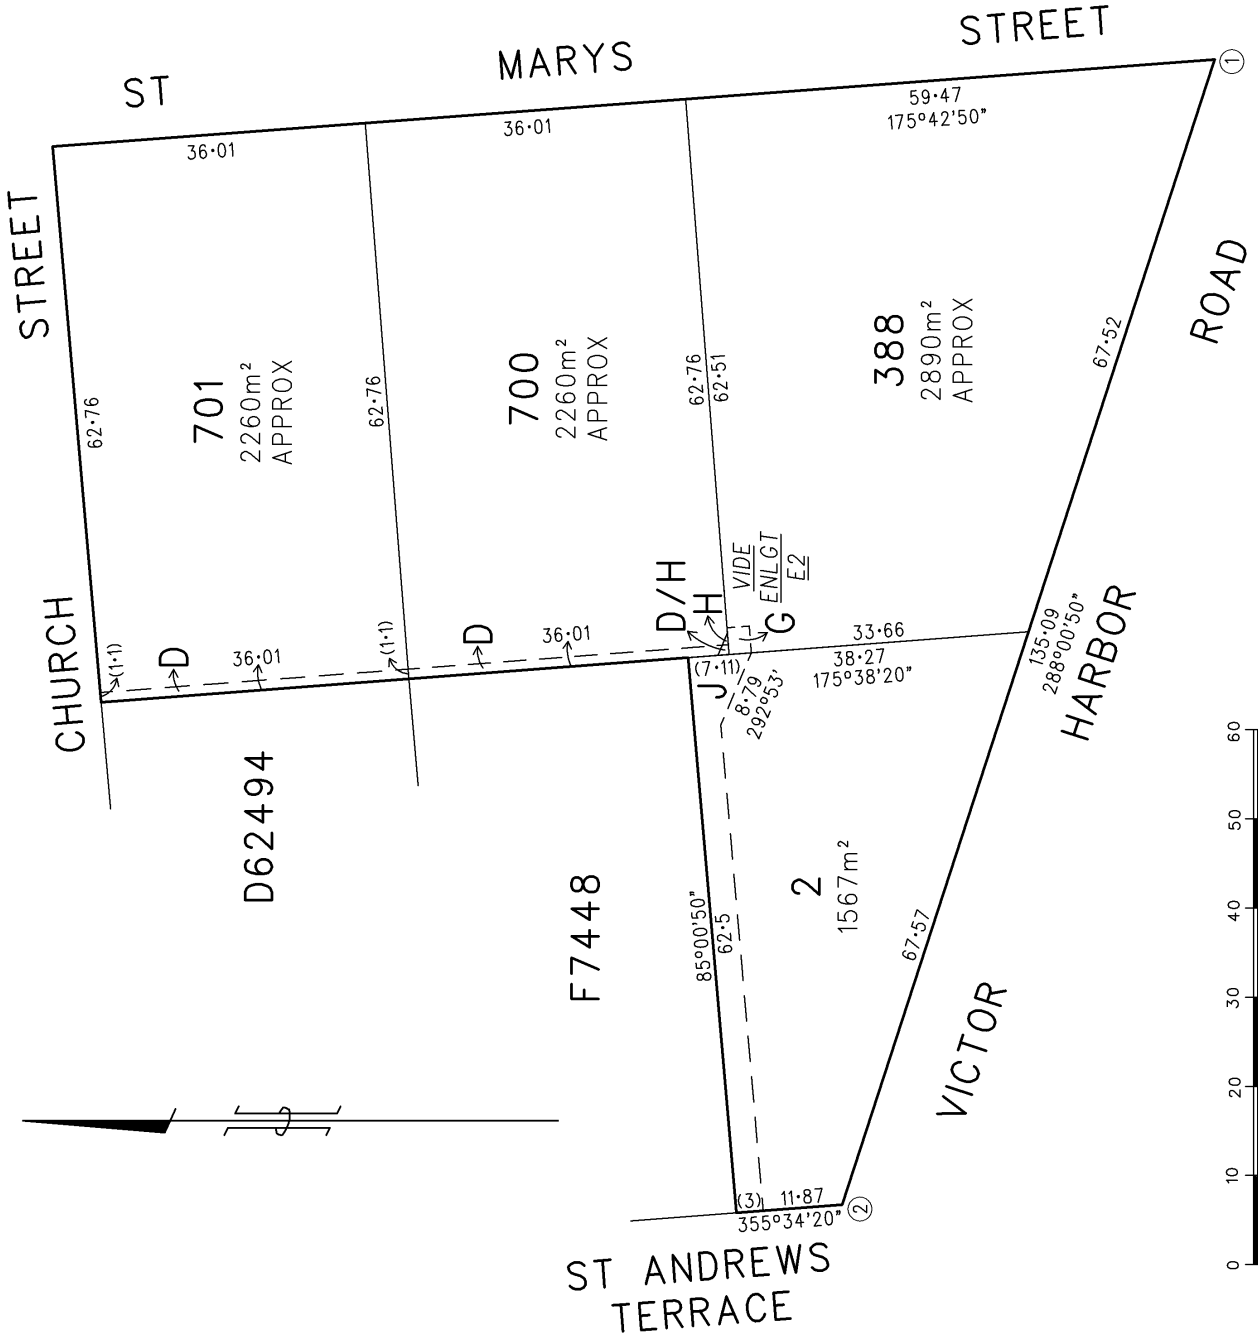 ST MARYS STREET
CHURCH STREET
36·01
36·01
59·47
175°42'50"
62·76
701
2260m²
APPROX
62·76
700
2260m²
APPROX
62·76
62·51
388
2890m²
APPROX
67·52
(1·1)
D
36·01
(1·1)
D
36·01
D/H
H
VIDE
ENLGT
E2
G
(7·11)
J
8·79
292°53'
33·66
38·27
175°38'20"
135·09
288°00'50"
D62494
F7448
85°00'50"
62·5
2
1567m²
67·57
VICTOR HARBOR ROAD
(3)
11·87
355°34'20"
1
2
ST ANDREWS
TERRACE
0 10 20 30 40 50 60